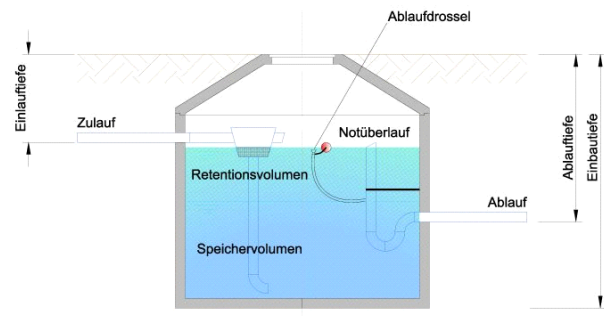 Ablaufdrossel
Einlauftiefe
Zulauf
Notüberlauf
Retentionsvolumen
Ablauf
Speichervolumen
Ablauftiefe
Einbautiefe